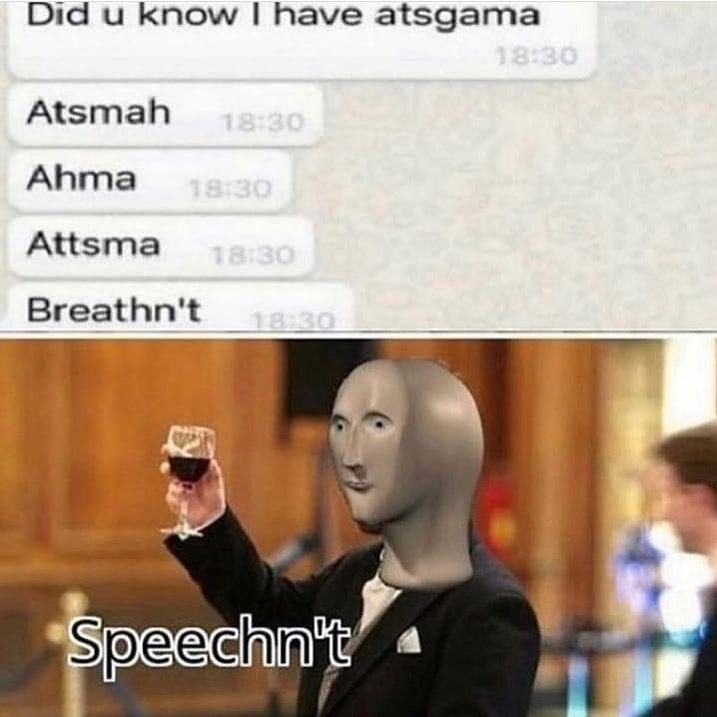 Did u know I have atsgama
18:30
Atsmah 18:30
Ahma 18:30
Attsma 18:30
Breathn't 18:30
Speechn't